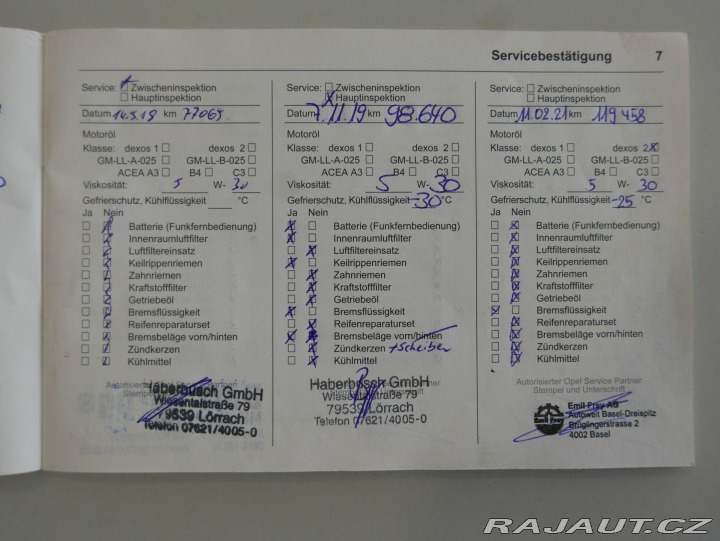 Servicebestätigung 7
Service: Zwischeninspektion
Hauptinspektion
Datum 14.5.18 km 77065
Motoröl
Klasse: dexos 1 dexos 2
GM-LL-A-025 GM-LL-B-025
ACEA A3 B4 C3
Viskosität: 5 W- 30
Gefrierschutz, Kühlflüssigkeit °C
Ja Nein
Batterie (Funkfernbedienung)
Innenraumluftfilter
Luftfiltereinsatz
Keilrippenriemen
Zahnriemen
Kraftstofffilter
Getriebeöl
Bremsflüssigkeit
Reifenreparaturset
Bremsbeläge vorn/hinten
Zündkerzen
Kühlmittel
Autorisierter
Haberbusch GmbH
Wiesentalstraße 79
79539 Lörrach
Telefon 07621/4005-0
Service: Zwischeninspektion
Hauptinspektion
Datum 7.11.19 km 98.640
Motoröl
Klasse: dexos 1 dexos 2
GM-LL-A-025 GM-LL-B-025
ACEA A3 B4 C3
Viskosität: 5 W- 30
Gefrierschutz, Kühlflüssigkeit -30 °C
Ja Nein
Batterie (Funkfernbedienung)
Innenraumluftfilter
Luftfiltereinsatz
Keilrippenriemen
Zahnriemen
Kraftstofffilter
Getriebeöl
Bremsflüssigkeit
Reifenreparaturset
Bremsbeläge vorn/hinten
Zündkerzen +Scheiben
Kühlmittel
Haberbusch GmbH
Wiesentalstraße 79
79539 Lörrach
Telefon 07621/4005-0
Service: Zwischeninspektion
Hauptinspektion
Datum 11.02.21 km 119 458
Motoröl
Klasse: dexos 1 dexos 2
GM-LL-A-025 GM-LL-B-025
ACEA A3 B4 C3
Viskosität: 5 W- 30
Gefrierschutz, Kühlflüssigkeit -25 °C
Ja Nein
Batterie (Funkfernbedienung)
Innenraumluftfilter
Luftfiltereinsatz
Keilrippenriemen
Zahnriemen
Kraftstofffilter
Getriebeöl
Bremsflüssigkeit
Reifenreparaturset
Bremsbeläge vorn/hinten
Zündkerzen
Kühlmittel
Autorisierter Opel Service Partner
Stempel und Unterschrift
Emil Frey AG
Autowelt Basel-Dreispitz
Brüglingerstrasse 2
4002 Basel
Emil Frey
RAJAUT.CZ